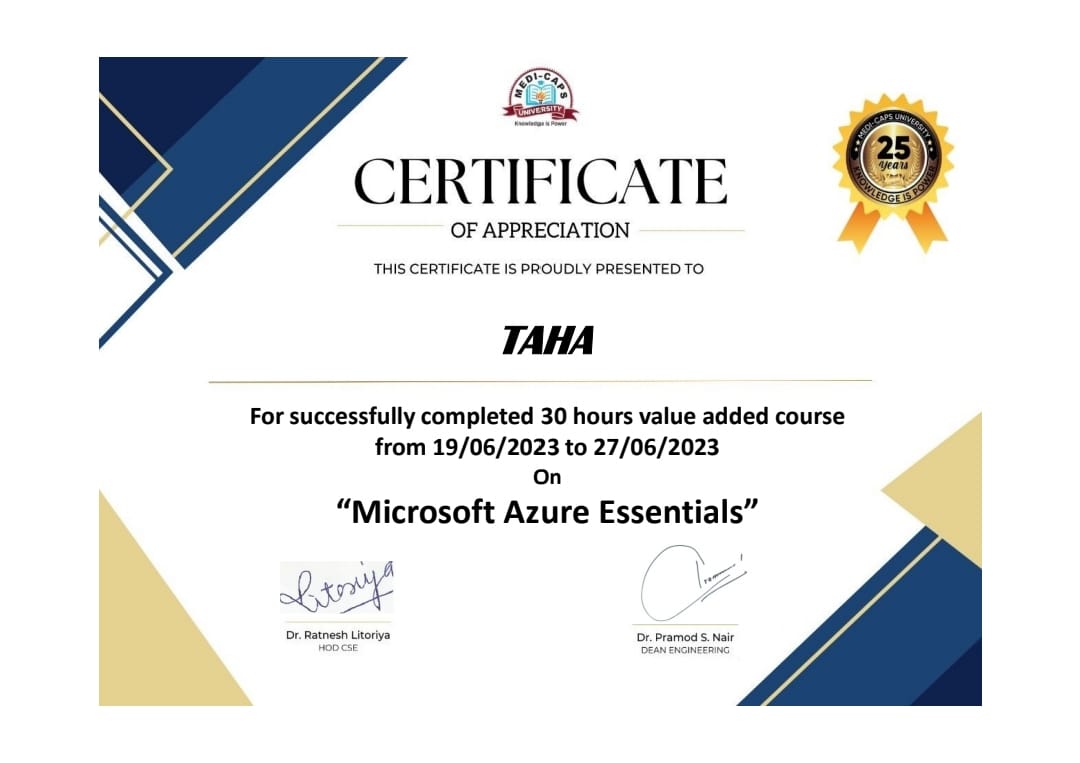 MEDI-CAPS
UNIVERSITY
Knowledge is Power
MEDI-CAPS UNIVERSITY
25
Years
KNOWLEDGE IS POWER
CERTIFICATE
OF APPRECIATION
THIS CERTIFICATE IS PROUDLY PRESENTED TO
TAHA
For successfully completed 30 hours value added course
from 19/06/2023 to 27/06/2023
On
“Microsoft Azure Essentials”
Litoriya
Dr. Ratnesh Litoriya
HOD CSE
Dr. Pramod S. Nair
DEAN ENGINEERING